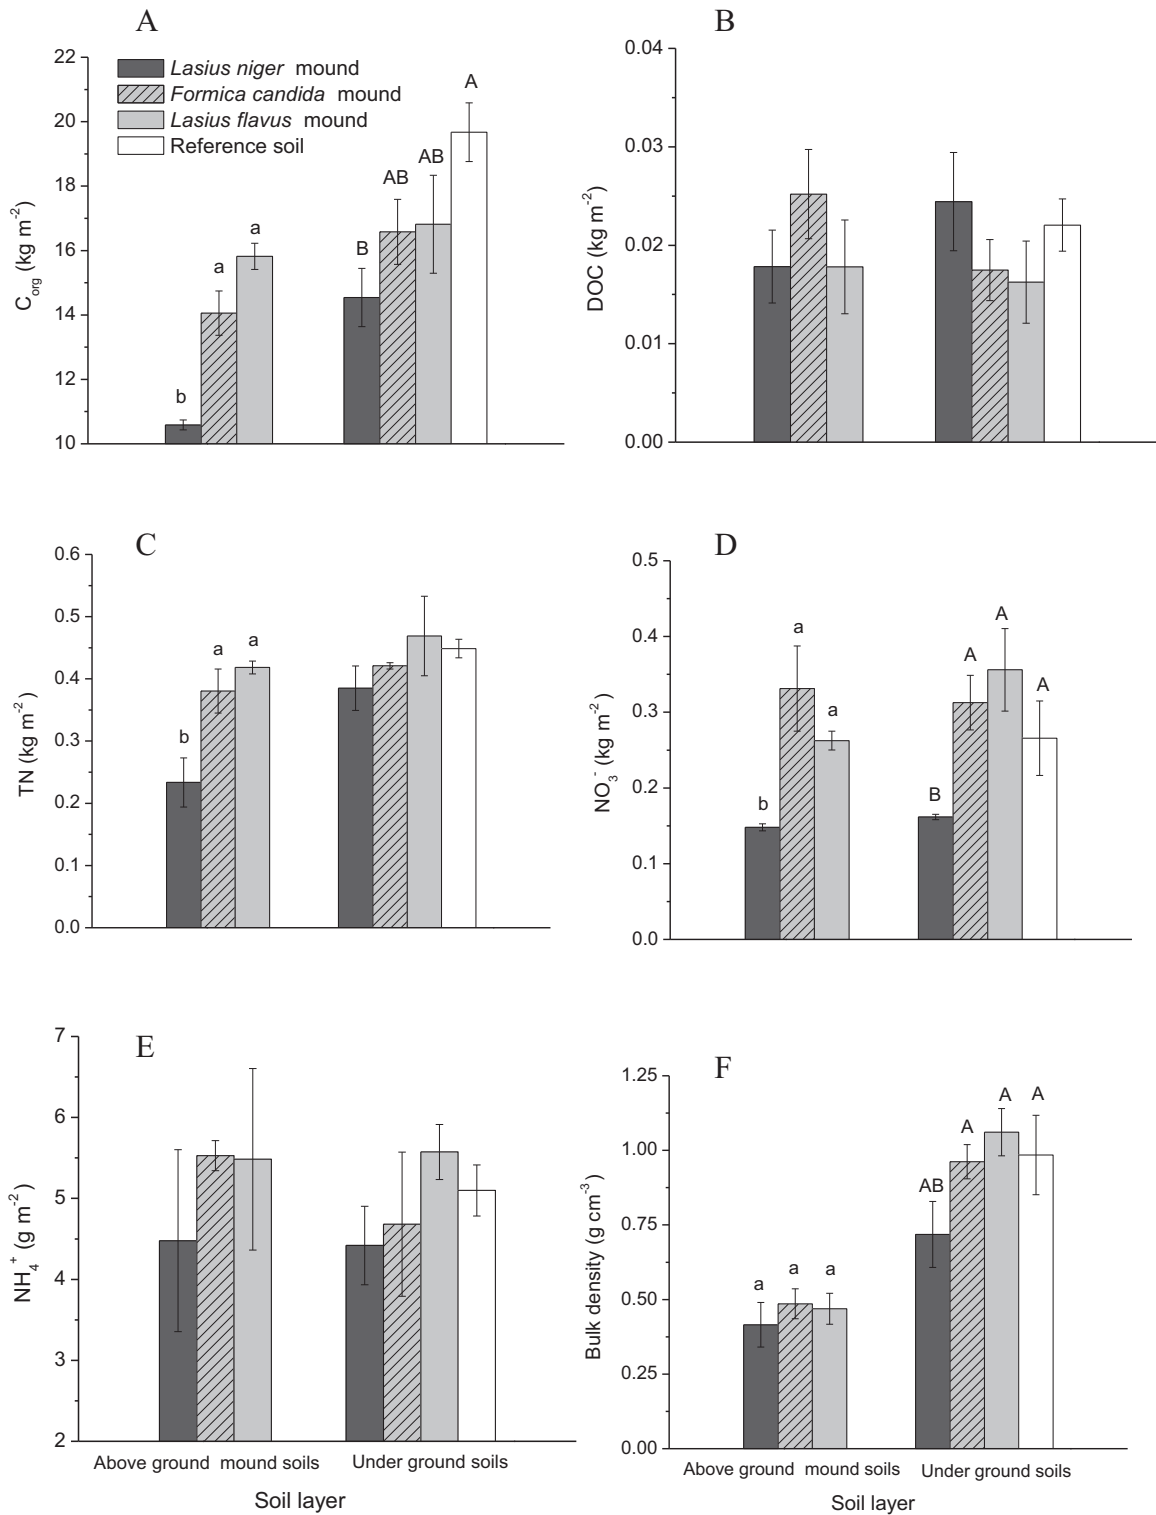 A
22
20
18
16
14
12
10
C_org (kg m⁻²)
Lasius niger mound
Formica candida mound
Lasius flavus mound
Reference soil
b
a
a
B
AB
AB
A
B
0.04
0.03
0.02
0.01
0.00
DOC (kg m⁻²)
C
0.6
0.5
0.4
0.3
0.2
0.1
0.0
TN (kg m⁻²)
b
a
a
D
0.5
0.4
0.3
0.2
0.1
0.0
NO₃⁻ (kg m⁻²)
b
a
a
B
A
A
A
E
7
6
5
4
3
2
NH₄⁺ (g m⁻²)
Above ground mound soils
Under ground soils
Soil layer
F
1.25
1.00
0.75
0.50
0.25
0.00
Bulk density (g cm⁻³)
a
a
a
AB
A
A
A
Above ground mound soils
Under ground soils
Soil layer